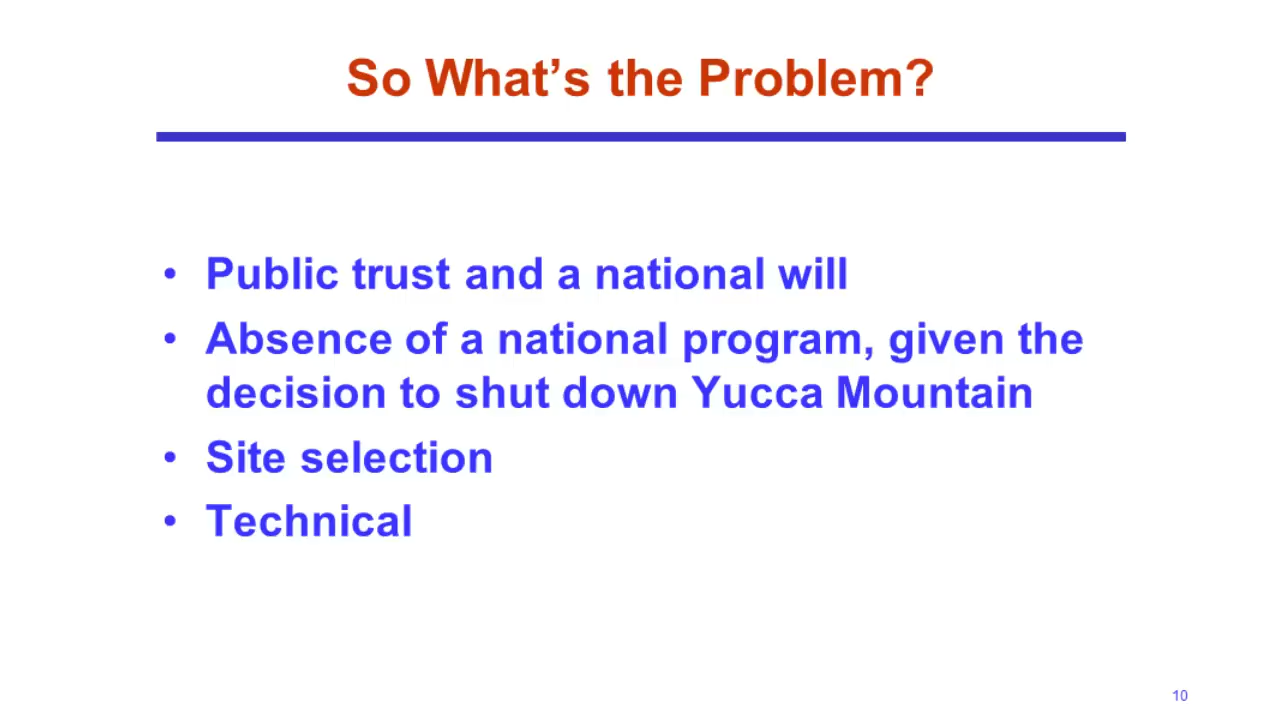 So What’s the Problem?
• Public trust and a national will
• Absence of a national program, given the
decision to shut down Yucca Mountain
• Site selection
• Technical
10